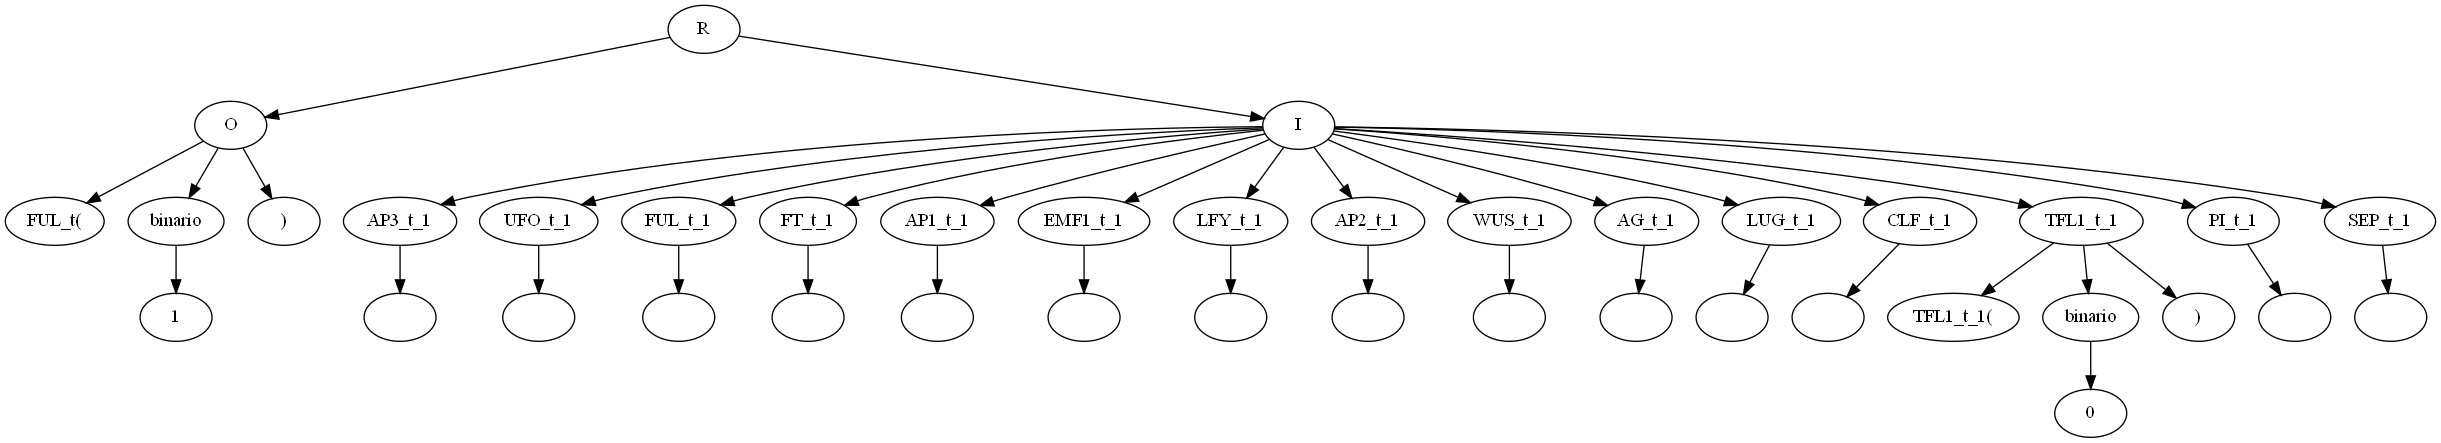 R
O
I
FUL_t(
binario
)
AP3_t_1
UFO_t_1
FUL_t_1
FT_t_1
AP1_t_1
EMF1_t_1
LFY_t_1
AP2_t_1
WUS_t_1
AG_t_1
LUG_t_1
CLF_t_1
TFL1_t_1
PI_t_1
SEP_t_1
1
TFL1_t_1(
binario
)
0